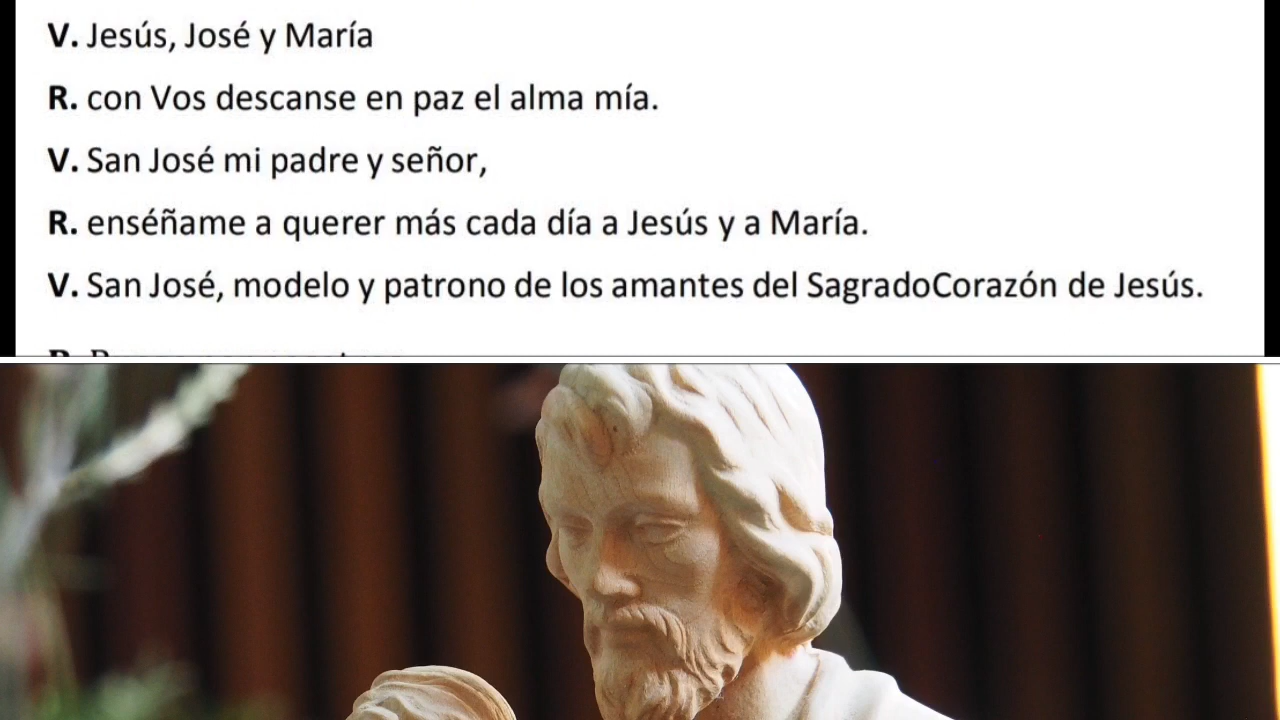 V. Jesús, José y María
R. con Vos descanse en paz el alma mía.
V. San José mi padre y señor,
R. enséñame a querer más cada día a Jesús y a María.
V. San José, modelo y patrono de los amantes del SagradoCorazón de Jesús.